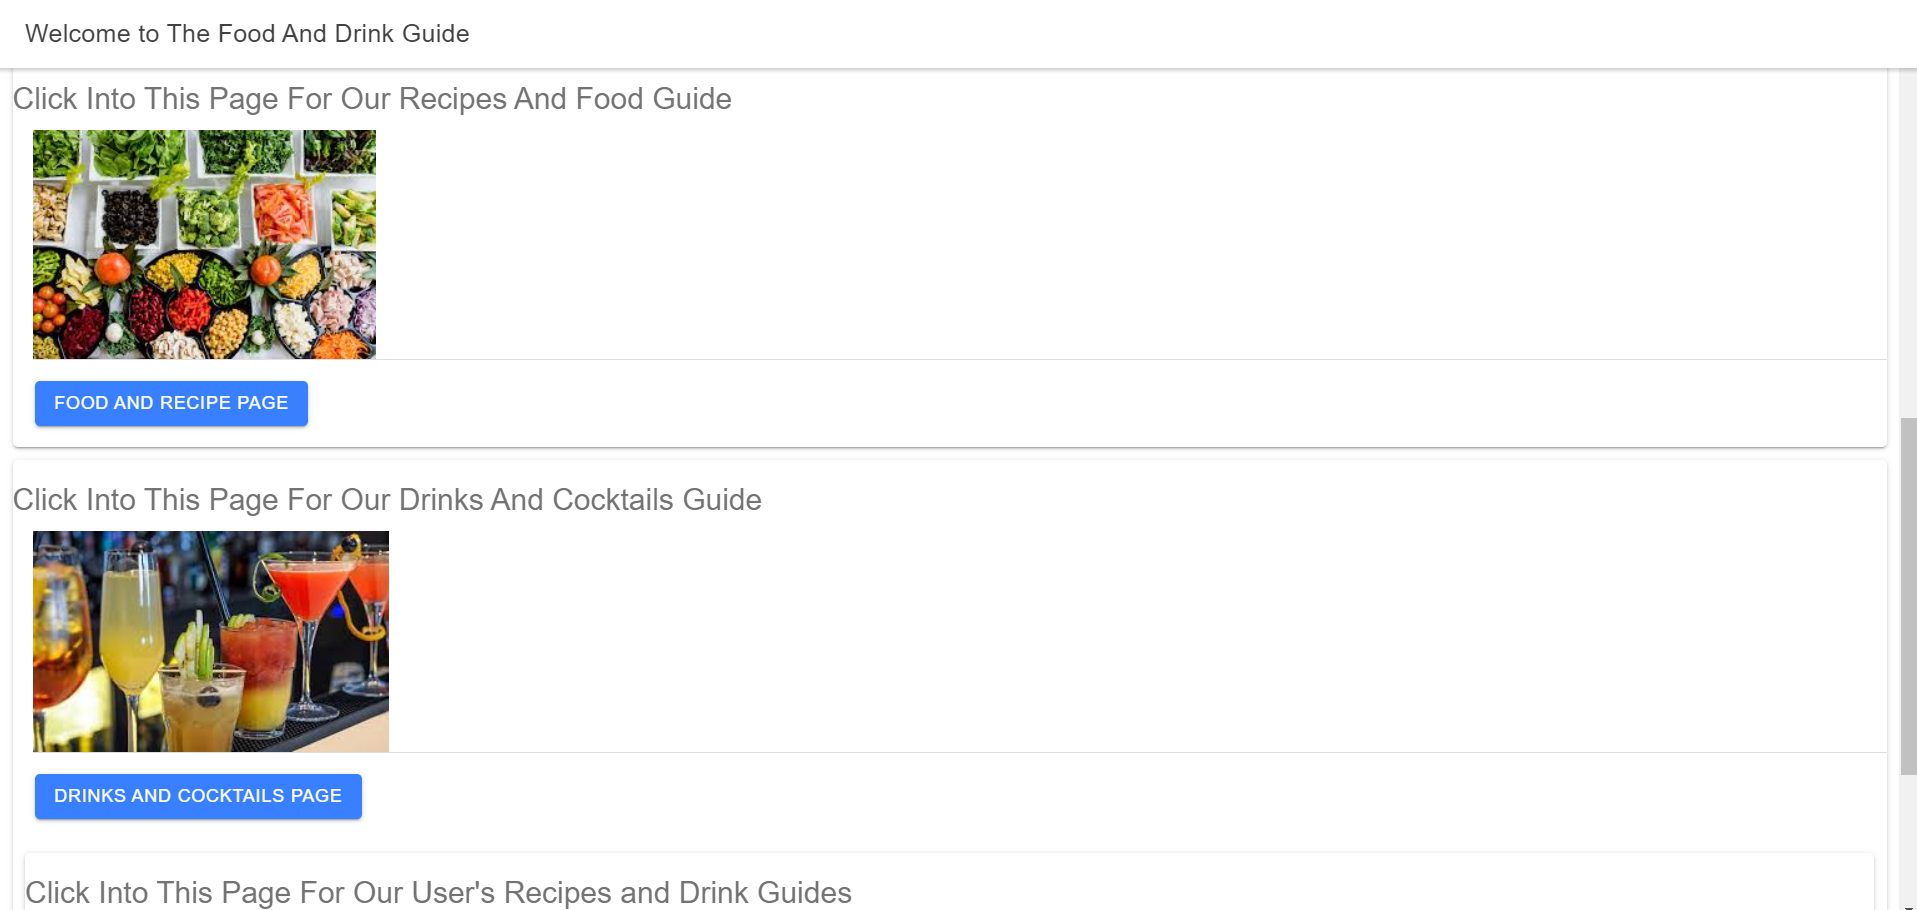 Welcome to The Food And Drink Guide
Click Into This Page For Our Recipes And Food Guide
FOOD AND RECIPE PAGE
Click Into This Page For Our Drinks And Cocktails Guide
DRINKS AND COCKTAILS PAGE
Click Into This Page For Our User's Recipes and Drink Guides